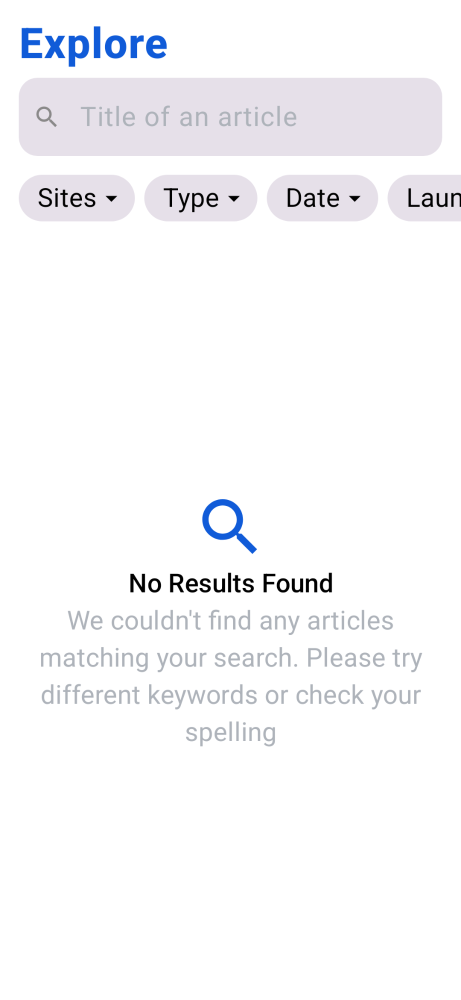 Explore
Title of an article
Sites Type Date Laun
No Results Found
We couldn't find any articles
matching your search. Please try
different keywords or check your
spelling